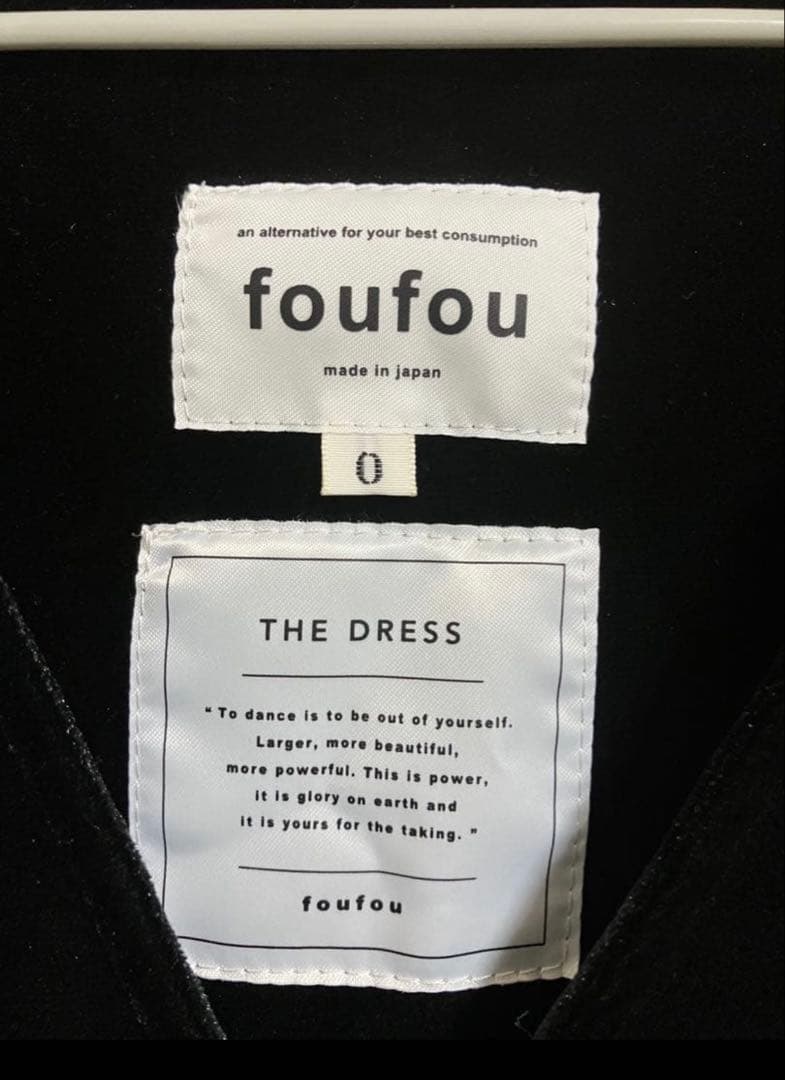 an alternative for your best consumption
foufou
made in japan
0
THE DRESS
“To dance is to be out of yourself.
Larger, more beautiful,
more powerful. This is power,
it is glory on earth and
it is yours for the taking.”
foufou